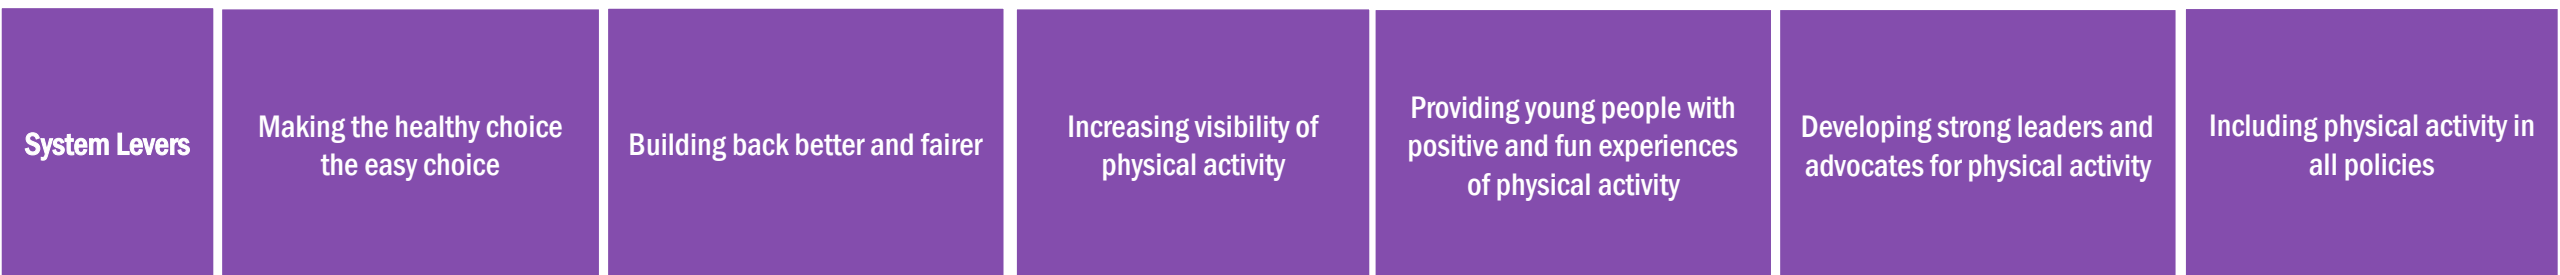 System Levers
Making the healthy choice
the easy choice
Building back better and fairer
Increasing visibility of
physical activity
Providing young people with
positive and fun experiences
of physical activity
Developing strong leaders and
advocates for physical activity
Including physical activity in
all policies